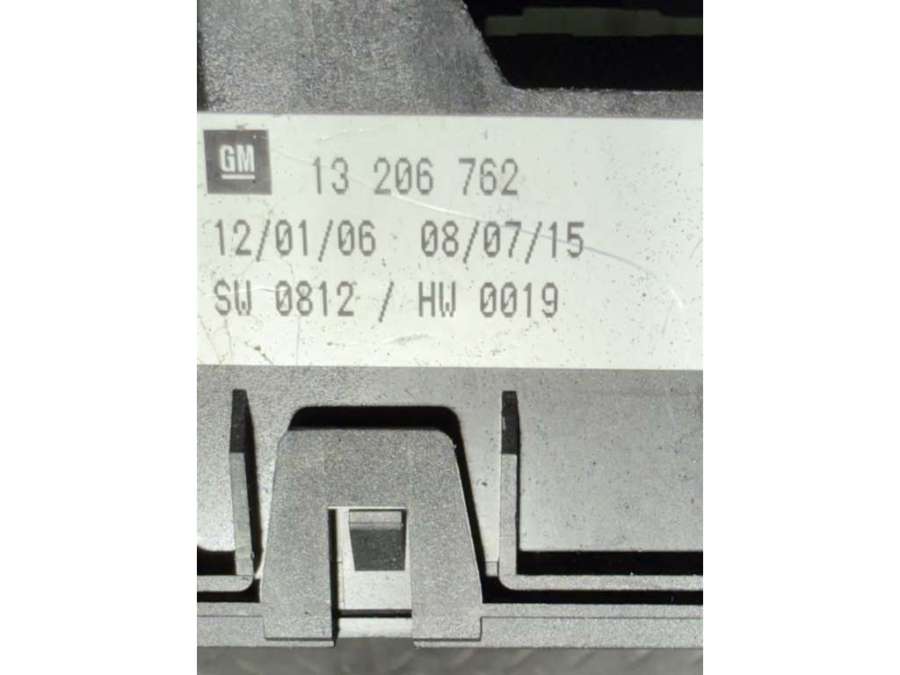 GM 13 206 762
12/01/06 08/07/15
SW 0812 / HW 0019